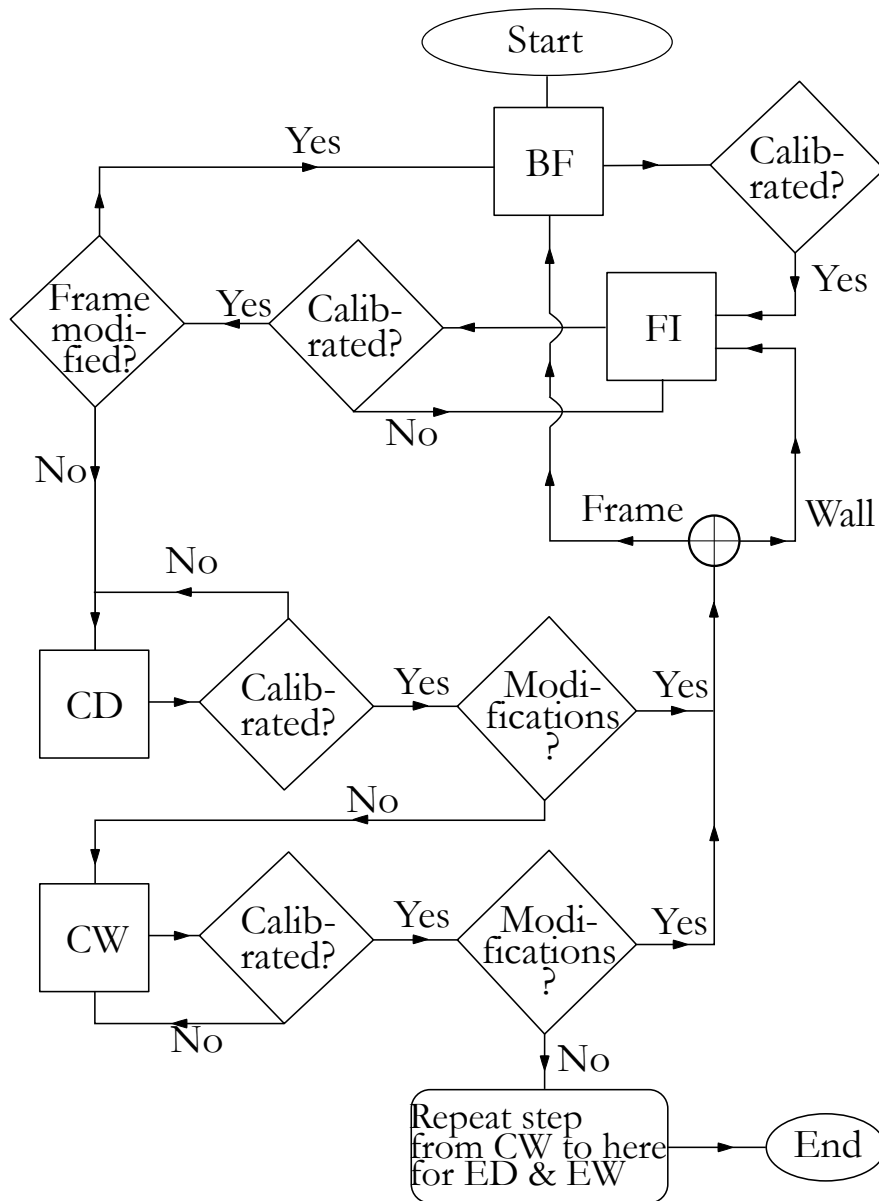 Start
Yes
BF
Calib-
rated?
Yes
Frame
modi-
fied?
Yes
Calib-
rated?
FI
No
No
Frame
Wall
No
CD
Calib-
rated?
Yes
Modi-
fications
?
Yes
No
CW
Calib-
rated?
Yes
Modi-
fications
?
Yes
No
No
Repeat step
from CW to here
for ED & EW
End